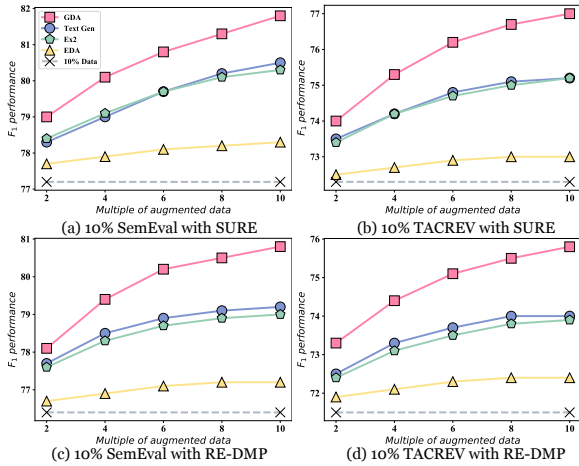 GDA
Text Gen
Ex2
EDA
10% Data
F1 performance
82
81
80
79
78
77
2 4 6 8 10
Multiple of augmented data
(a) 10% SemEval with SURE
F1 performance
77
75
73
2 4 6 8 10
Multiple of augmented data
(b) 10% TACREV with SURE
F1 performance
81
80
79
78
77
2 4 6 8 10
Multiple of augmented data
(c) 10% SemEval with RE-DMP
F1 performance
76
75
74
73
72
2 4 6 8 10
Multiple of augmented data
(d) 10% TACREV with RE-DMP